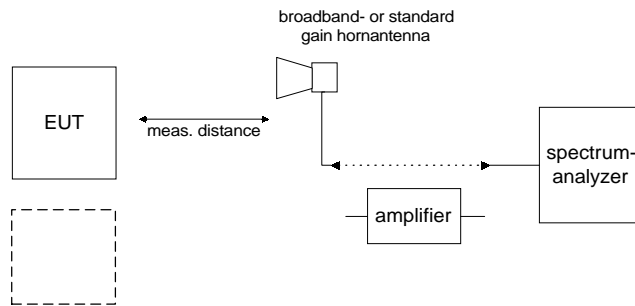 broadband- or standard
gain hornantenna
EUT
meas. distance
spectrum-
analyzer
amplifier